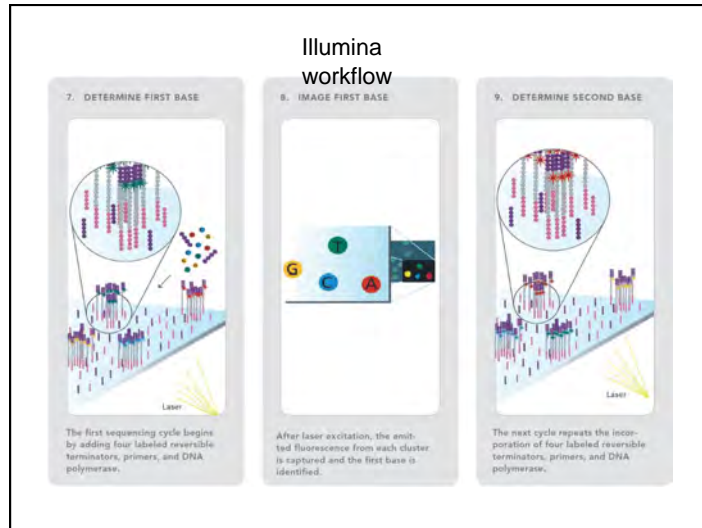 Illumina
workflow
7. DETERMINE FIRST BASE
Laser
The first sequencing cycle begins
by adding four labeled reversible
terminators, primers, and DNA
polymerase.
8. IMAGE FIRST BASE
T
G
C
A
After laser excitation, the emit-
ted fluorescence from each cluster
is captured and the first base is
identified.
9. DETERMINE SECOND BASE
Laser
The next cycle repeats the incor-
poration of four labeled reversible
terminators, primers, and DNA
polymerase.